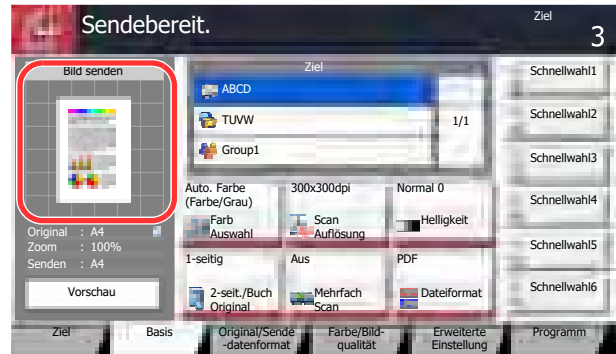 Sendebereit.
Ziel
3
Bild senden
Original : A4
Zoom : 100%
Senden : A4
Vorschau
Ziel
ABCD
TUVW
Group1
1/1
Auto. Farbe
(Farbe/Grau)
Farb
Auswahl
300x300dpi
Scan
Auflösung
Normal 0
Helligkeit
1-seitig
2-seit./Buch
Original
Aus
Mehrfach
Scan
PDF
Dateiformat
Schnellwahl1
Schnellwahl2
Schnellwahl3
Schnellwahl4
Schnellwahl5
Schnellwahl6
Ziel
Basis
Original/Sende
-datenformat
Farbe/Bild-
qualität
Erweiterte
Einstellung
Programm